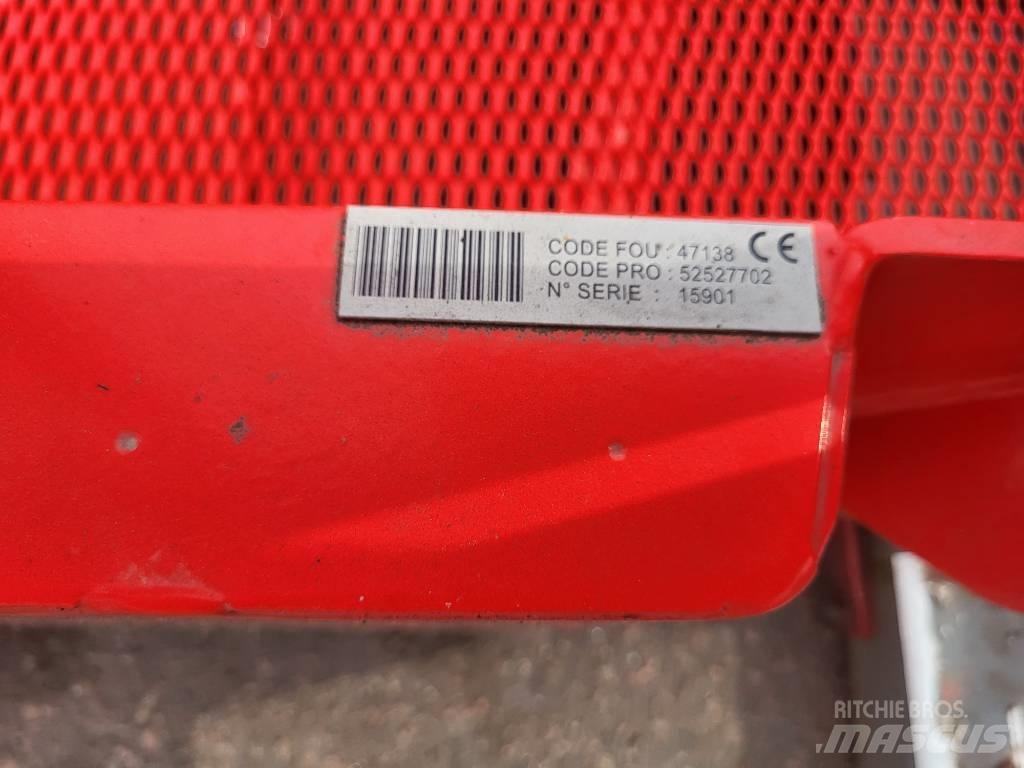 CODE FOU : 47138 CE
CODE PRO : 52527702
N° SERIE : 15901
RITCHIE BROS.
MASCUS